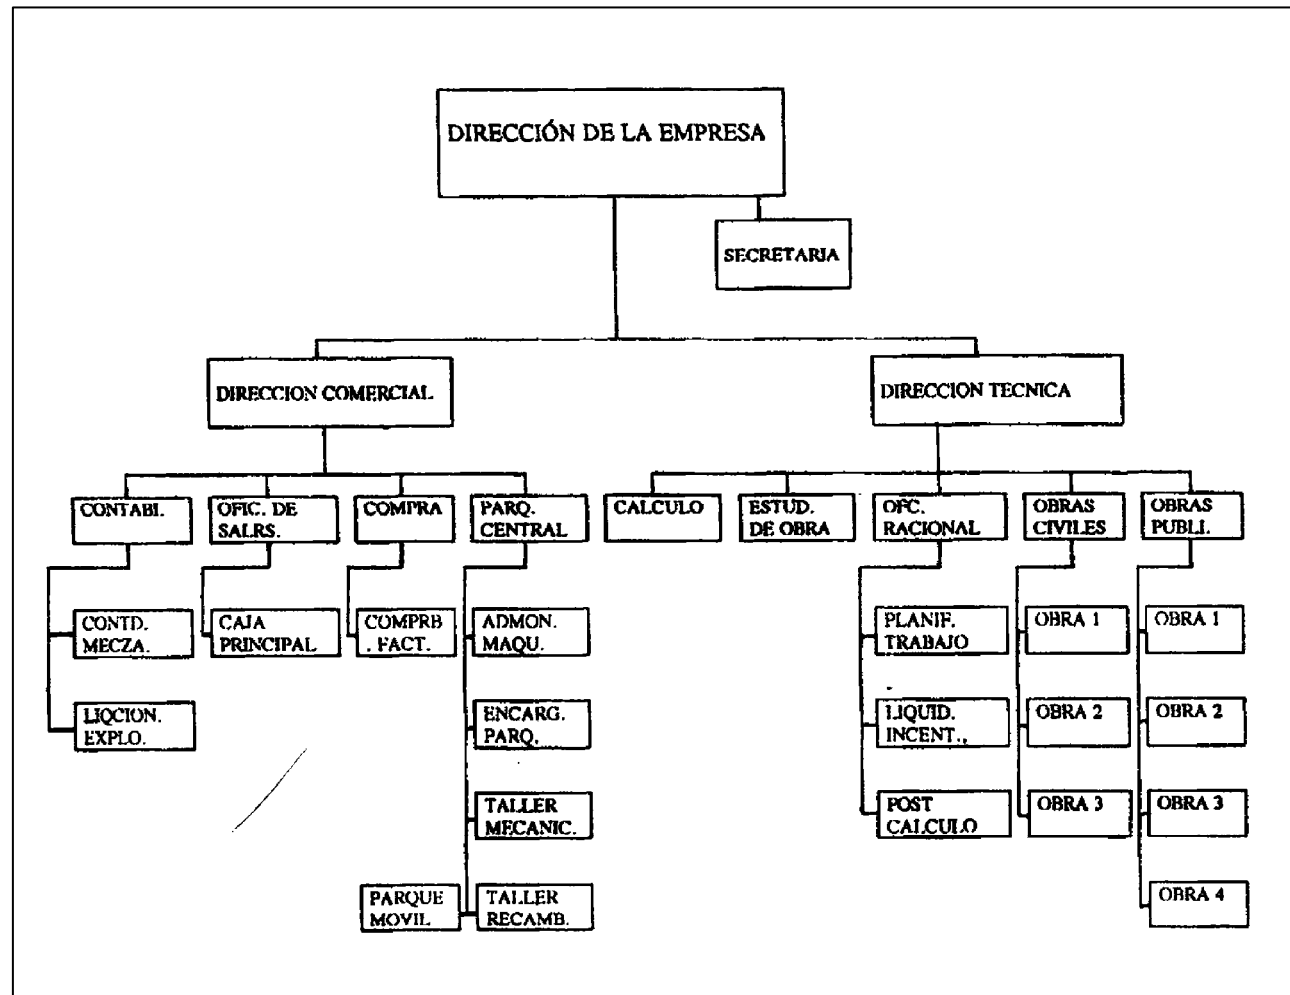 DIRECCIÓN DE LA EMPRESA
SECRETARIA
DIRECCION COMERCIAL
DIRECCION TECNICA
CONTABI.
OFIC. DE
SALRS.
COMPRA
PARQ.
CENTRAL
CALCULO
ESTUD.
DE OBRA
OFC.
RACIONAL
OBRAS
CIVILES
OBRAS
PUBLI.
CONTD.
MECZA.
CAJA
PRINCIPAL
COMPRB
. FACT.
ADMON.
MAQU.
PLANIF.
TRABAJO
OBRA 1
OBRA 1
LIQCION.
EXPLO.
ENCARG.
PARQ.
LIQUID.
INCENT.,
OBRA 2
OBRA 2
TALLER
MECANIC.
POST
CALCULO
OBRA 3
OBRA 3
PARQUE
MOVIL
TALLER
RECAMB.
OBRA 4